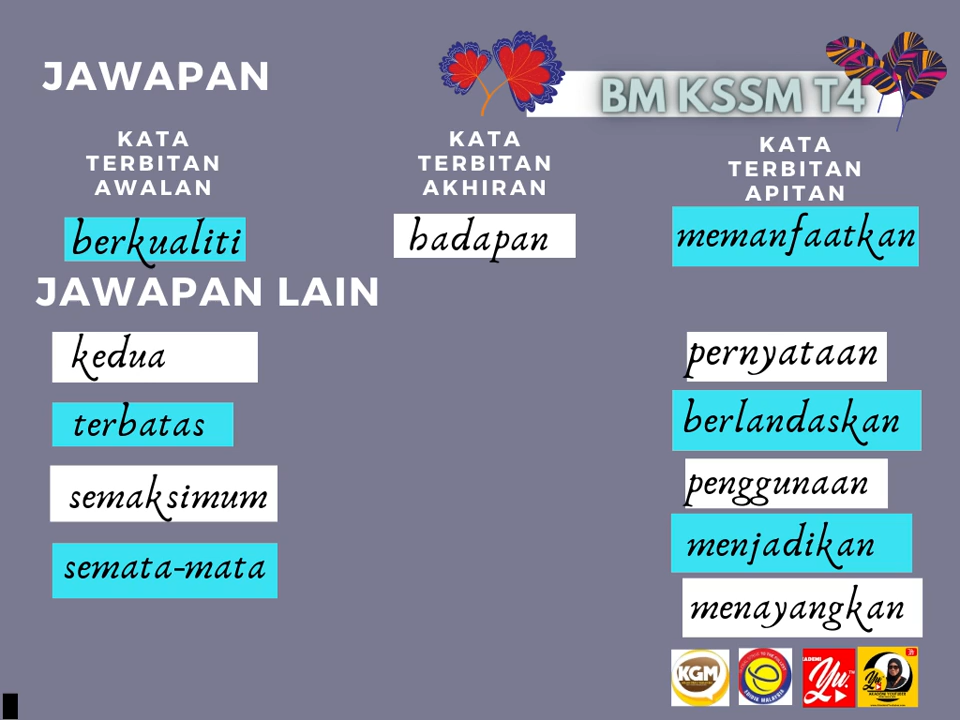 JAWAPAN
BM KSSM T4
KATA
TERBITAN
AWALAN
berkualiti
KATA
TERBITAN
AKHIRAN
hadapan
KATA
TERBITAN
APITAN
memanfaatkan
JAWAPAN LAIN
kedua
terbatas
semaksimum
semata-mata
pernyataan
berlandaskan
penggunaan
menjadikan
menayangkan
KGM
Yu.